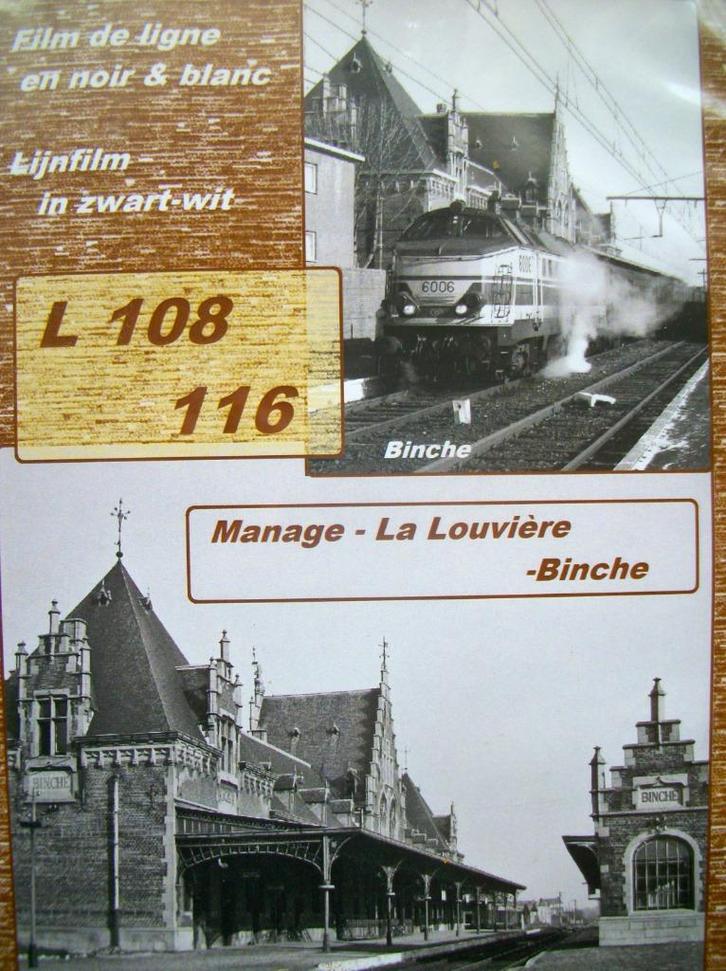 Film de ligne
en noir & blanc
Lijnfilm
in zwart-wit
L 108
116
6006
6006
Binche
Manage - La Louvière
-Binche
BINCHE
BINCHE